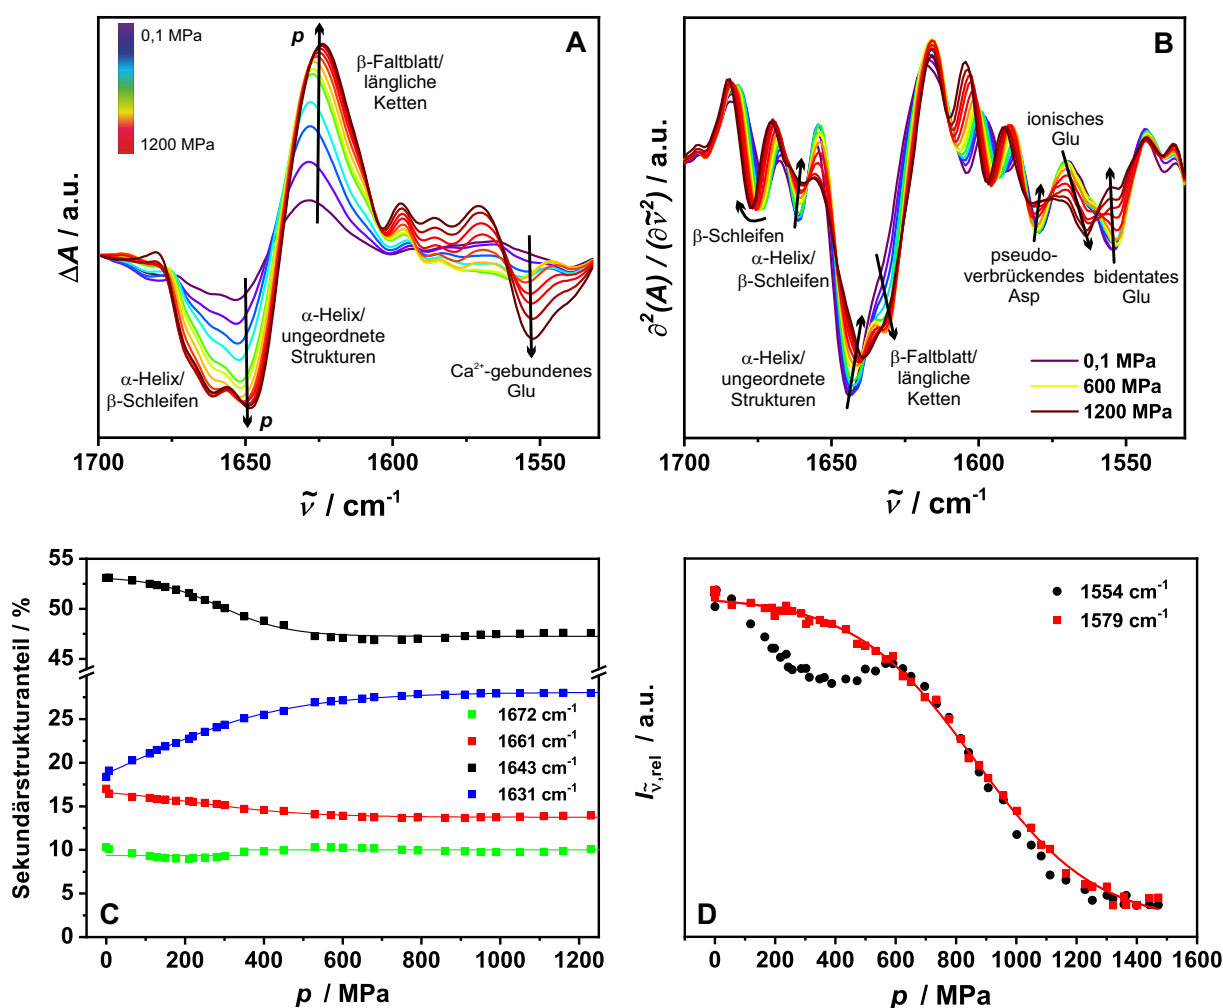 0,1 MPa
1200 MPa
p
β-Faltblatt/
längliche
Ketten
A
α-Helix/
ungeordnete
Strukturen
α-Helix/
β-Schleifen
Ca²⁺-gebundenes
Glu
p
ΔA / a.u.
1700
1650
1600
1550
ν̃ / cm⁻¹
B
ionisches
Glu
β-Schleifen
α-Helix/
β-Schleifen
pseudo-
verbrückendes
Asp
bidentates
Glu
α-Helix/
ungeordnete
Strukturen
β-Faltblatt/
längliche
Ketten
0,1 MPa
600 MPa
1200 MPa
∂²(A) / (∂ν̃²) / a.u.
1700
1650
1600
1550
ν̃ / cm⁻¹
55
50
45
25
20
15
10
5
0
Sekundärstrukturanteil / %
1672 cm⁻¹
1661 cm⁻¹
1643 cm⁻¹
1631 cm⁻¹
C
0
200
400
600
800
1000
1200
p / MPa
1554 cm⁻¹
1579 cm⁻¹
I ν̃,rel / a.u.
D
0
200
400
600
800
1000
1200
1400
1600
p / MPa